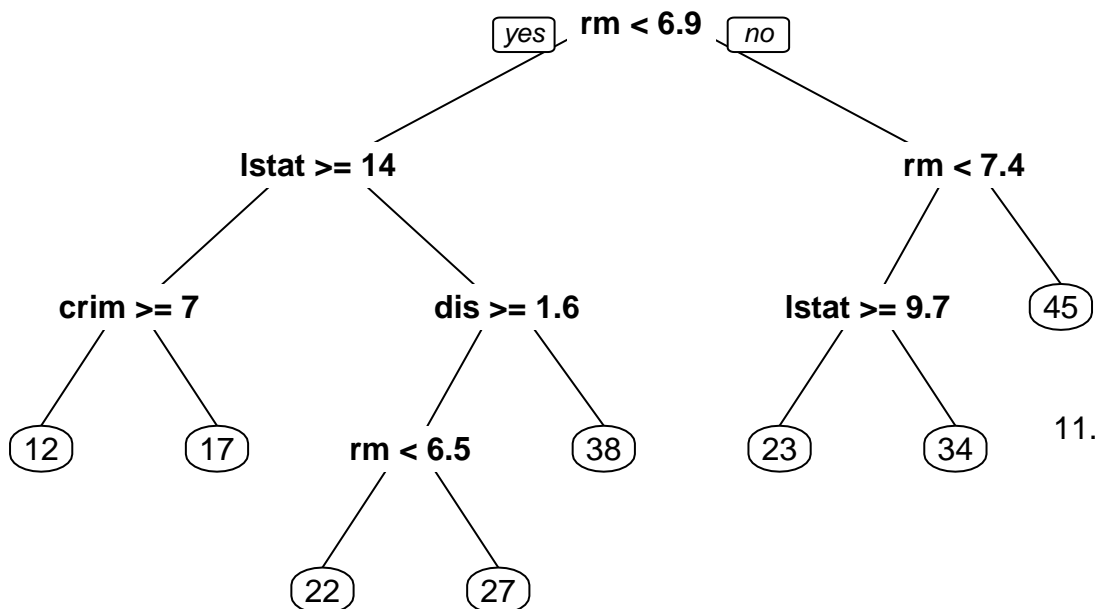 yes rm < 6.9 no
lstat >= 14 rm < 7.4
crim >= 7 dis >= 1.6 lstat >= 9.7 45
12 17 rm < 6.5 38 23 34 11.
22 27